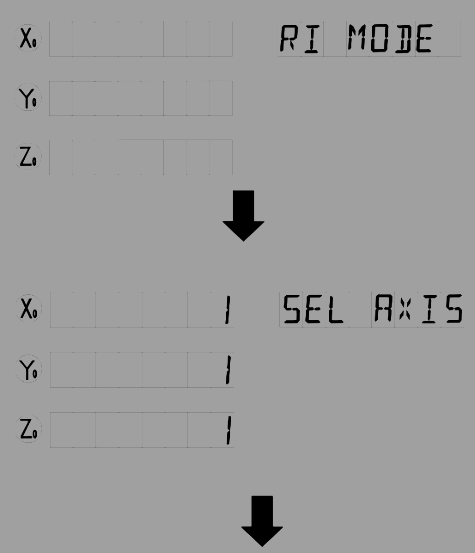 X₀ RI MODE
Y₀
Z₀
X₀ 1 SEL AXIS
Y₀ 1
Z₀ 1